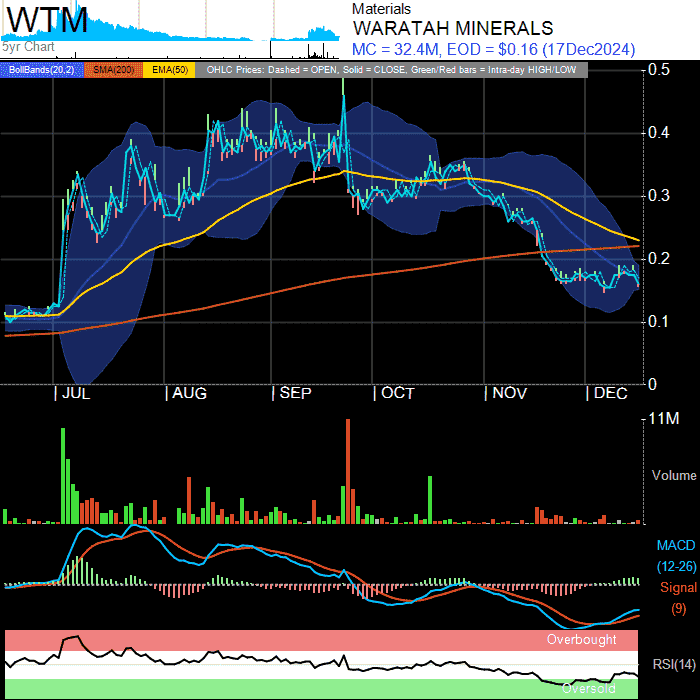 WTM
Materials
WARATAH MINERALS
5yr Chart
MC = 32.4M, EOD = $0.16 (17Dec2024)
BollBands(20,2) SMA(200) EMA(50) OHLC Prices: Dashed = OPEN, Solid = CLOSE, Green/Red bars = Intra-day HIGH/LOW
0.5
0.4
0.3
0.2
0.1
0
| JUL | AUG | SEP | OCT | NOV | DEC
11M
Volume
MACD
(12-26)
Signal
(9)
Overbought
RSI(14)
Oversold